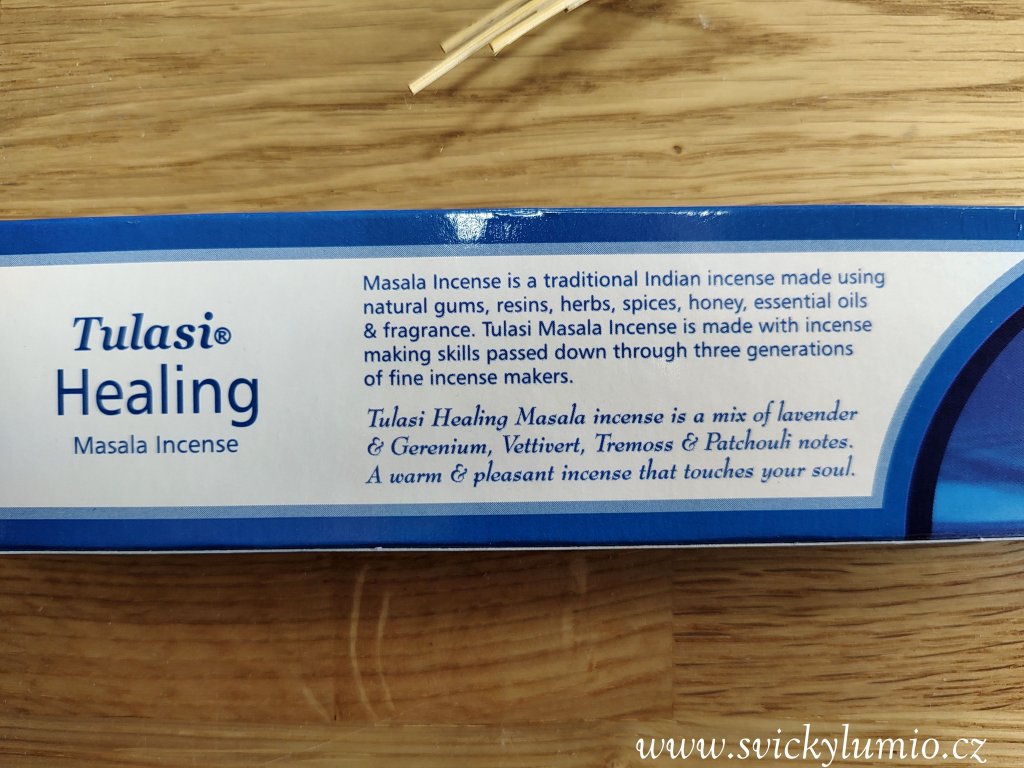 Tulasi®
Healing
Masala Incense
Masala Incense is a traditional Indian incense made using
natural gums, resins, herbs, spices, honey, essential oils
& fragrance. Tulasi Masala Incense is made with incense
making skills passed down through three generations
of fine incense makers.
Tulasi Healing Masala incense is a mix of lavender
& Gerenium, Vettivert, Tremoss & Patchouli notes.
A warm & pleasant incense that touches your soul.
www.svickylumio.cz